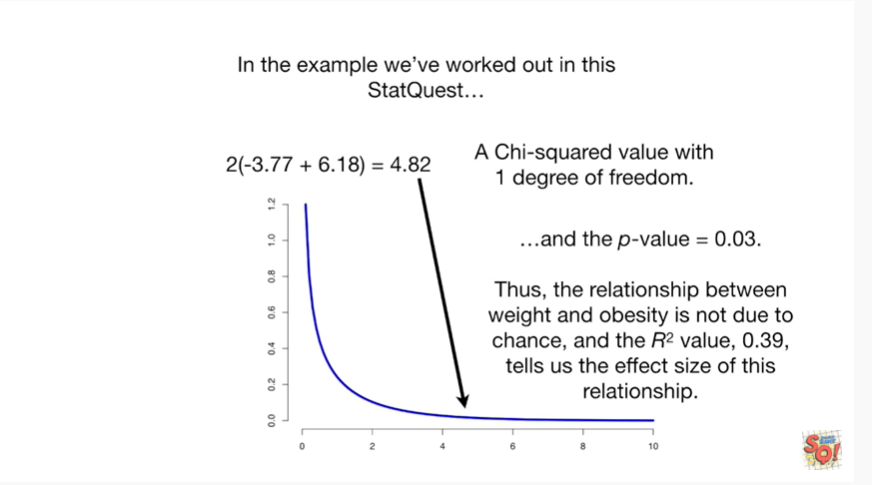 In the example we've worked out in this
StatQuest…
2(-3.77 + 6.18) = 4.82
A Chi-squared value with
1 degree of freedom.
…and the p-value = 0.03.
Thus, the relationship between
weight and obesity is not due to
chance, and the R² value, 0.39,
tells us the effect size of this
relationship.
1.2
1.0
0.8
0.6
0.4
0.2
0.0
0 2 4 6 8 10
SQ!